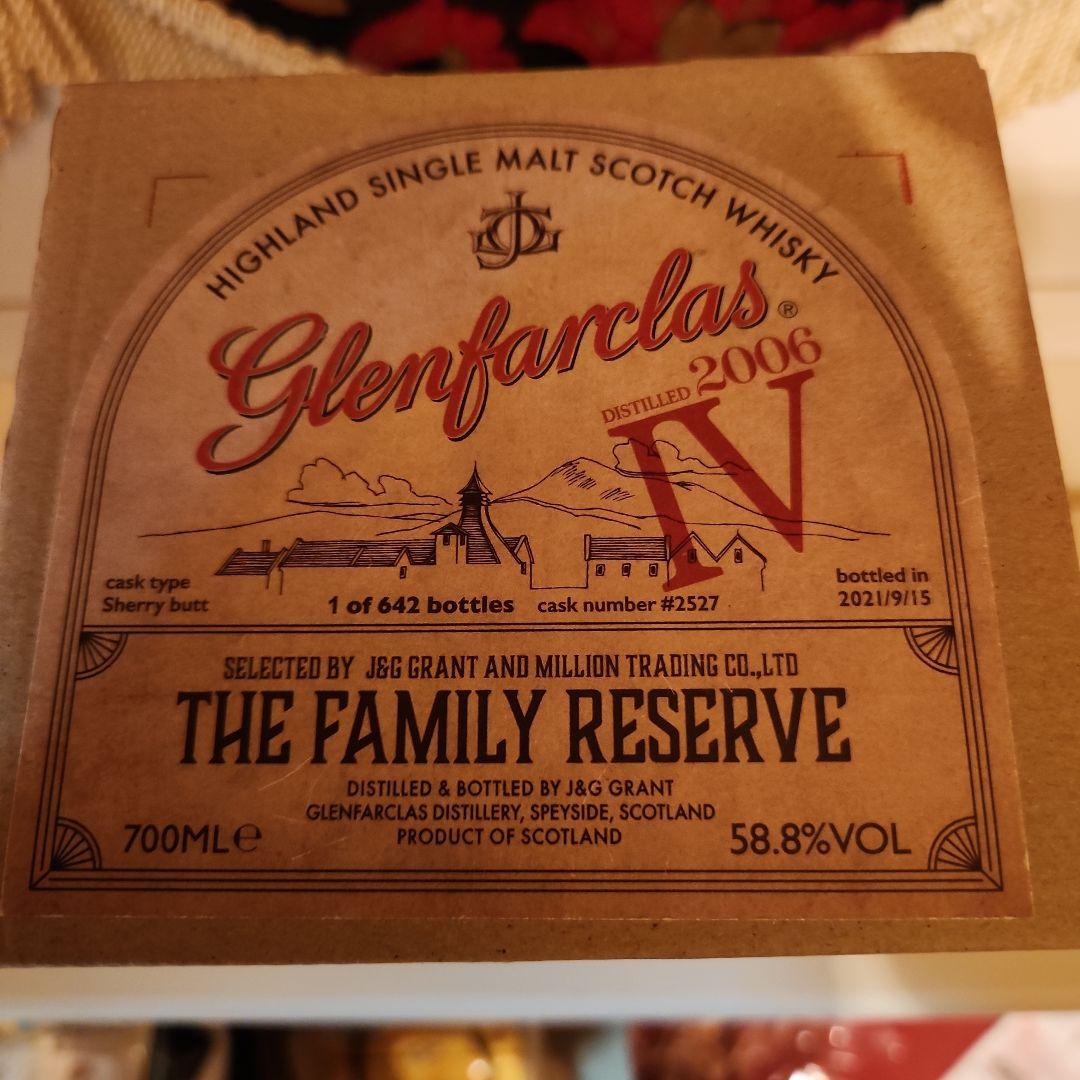 HIGHLAND SINGLE MALT SCOTCH WHISKY
JGG
Glenfarclas®
DISTILLED 2006
IV
cask type
Sherry butt
1 of 642 bottles cask number #2527
bottled in
2021/9/15
SELECTED BY J&G GRANT AND MILLION TRADING CO.,LTD
THE FAMILY RESERVE
DISTILLED & BOTTLED BY J&G GRANT
GLENFARCLAS DISTILLERY, SPEYSIDE, SCOTLAND
PRODUCT OF SCOTLAND
700ML℮
58.8%VOL